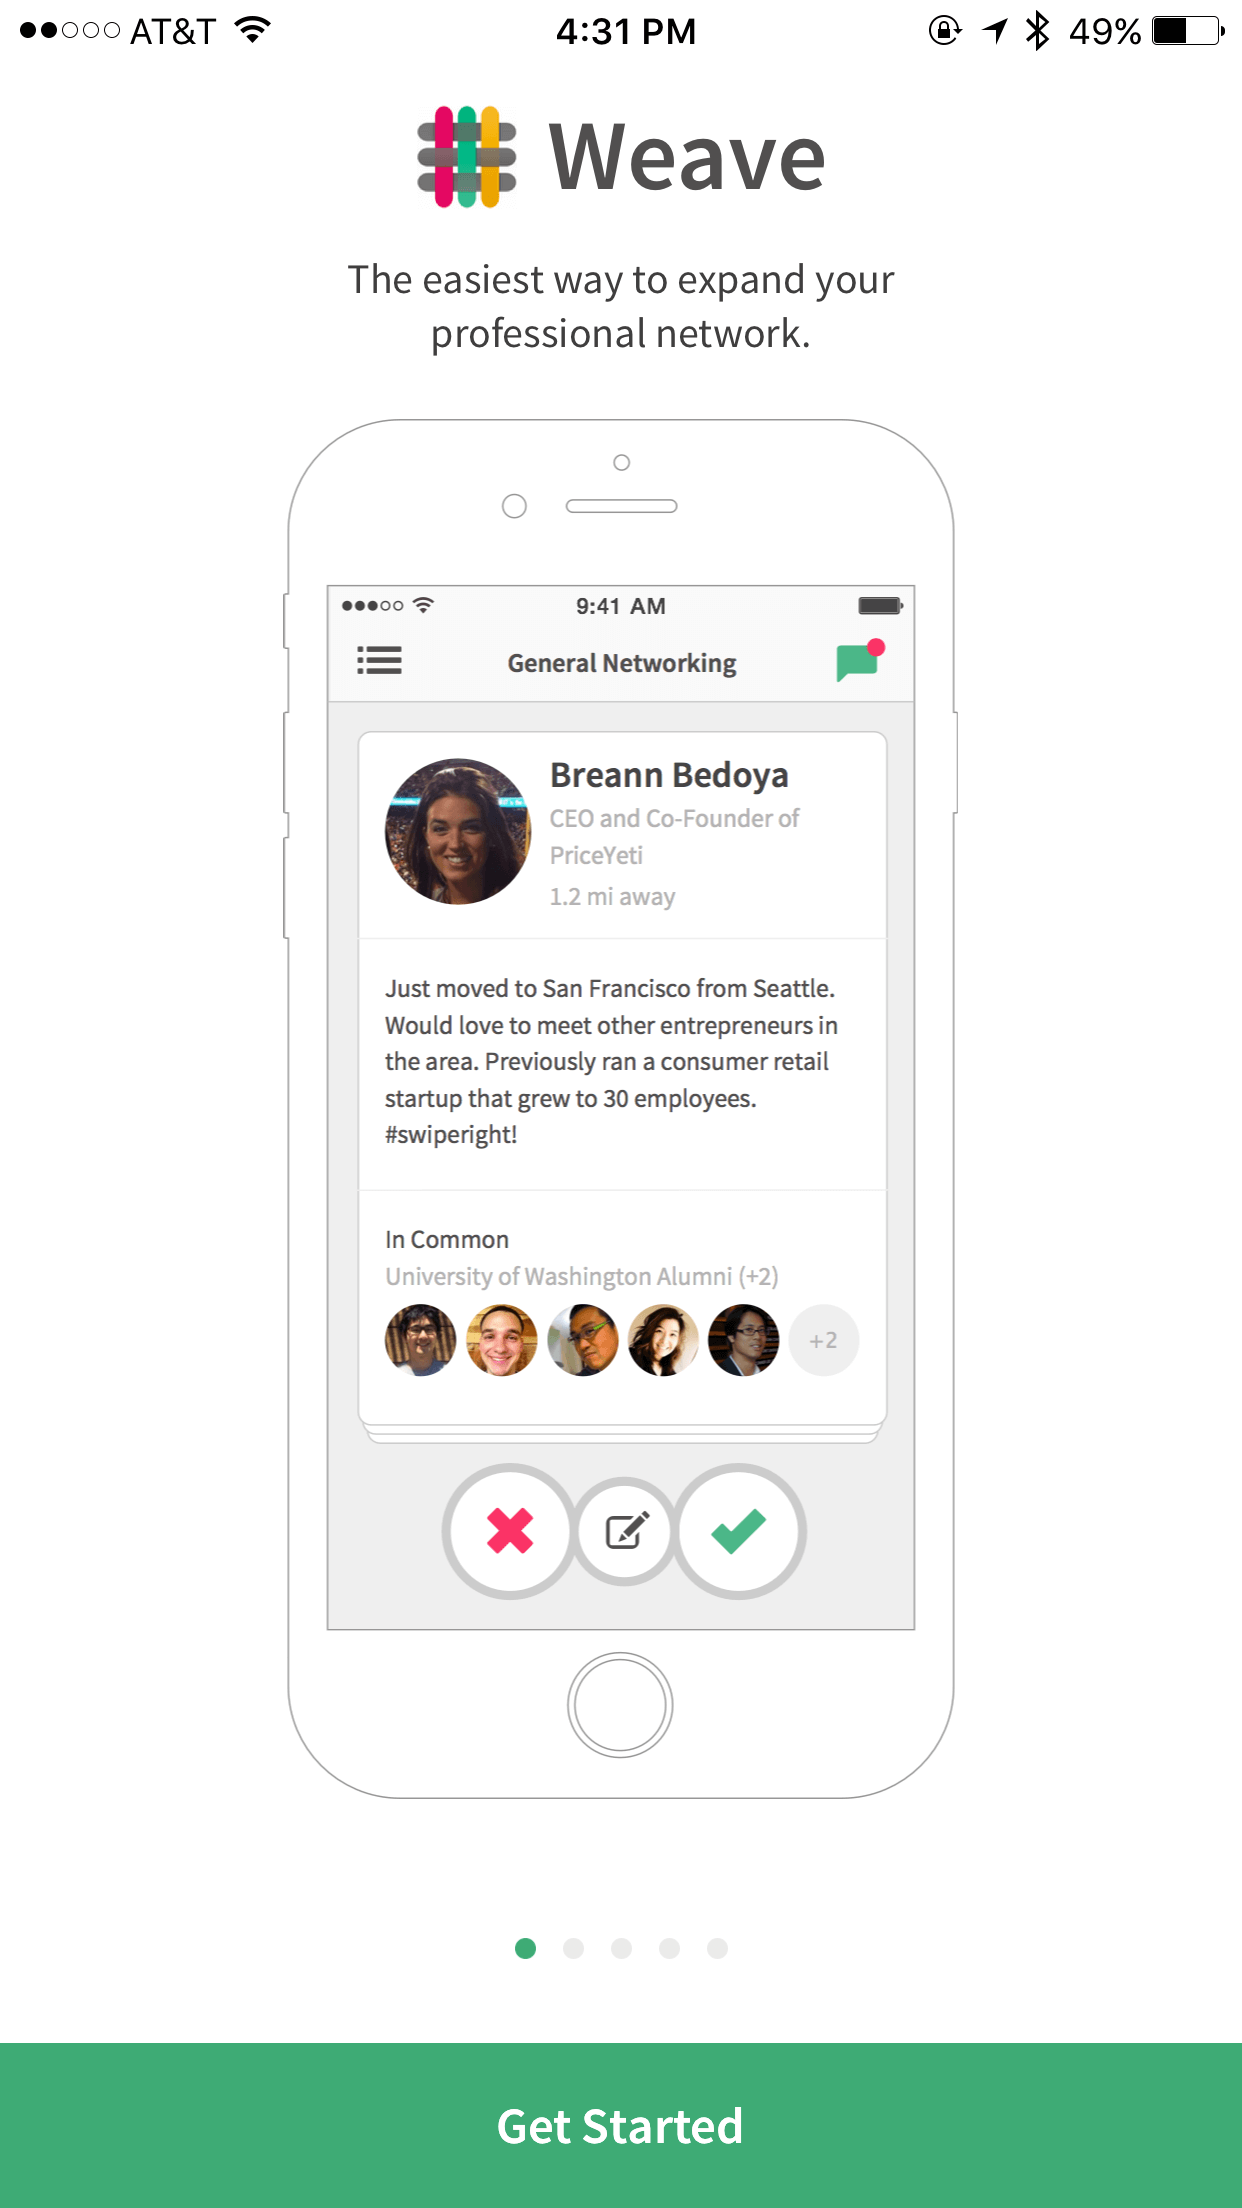 AT&T 4:31 PM 49%
Weave
The easiest way to expand your
professional network.
9:41 AM
General Networking
Breann Bedoya
CEO and Co-Founder of
PriceYeti
1.2 mi away
Just moved to San Francisco from Seattle.
Would love to meet other entrepreneurs in
the area. Previously ran a consumer retail
startup that grew to 30 employees.
#swiperight!
In Common
University of Washington Alumni (+2)
+2
Get Started